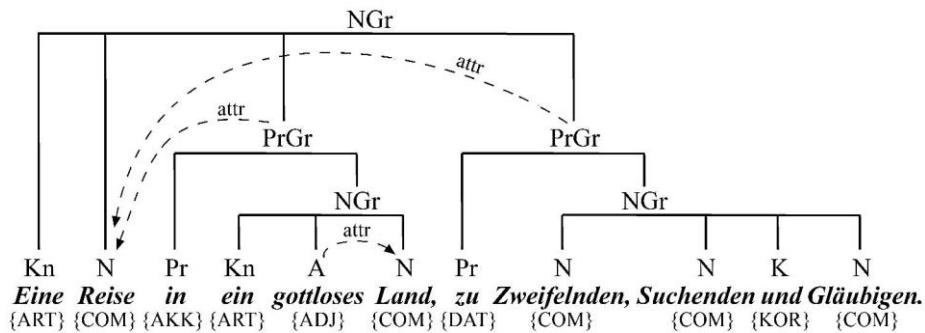 NGr
attr
attr
PrGr PrGr
NGr NGr
attr
Kn N Pr Kn A N Pr N N K N
Eine Reise in ein gottloses Land, zu Zweifelnden, Suchenden und Gläubigen.
{ART} {COM} {AKK} {ART} {ADJ} {COM} {DAT} {COM} {COM} {KOR} {COM}